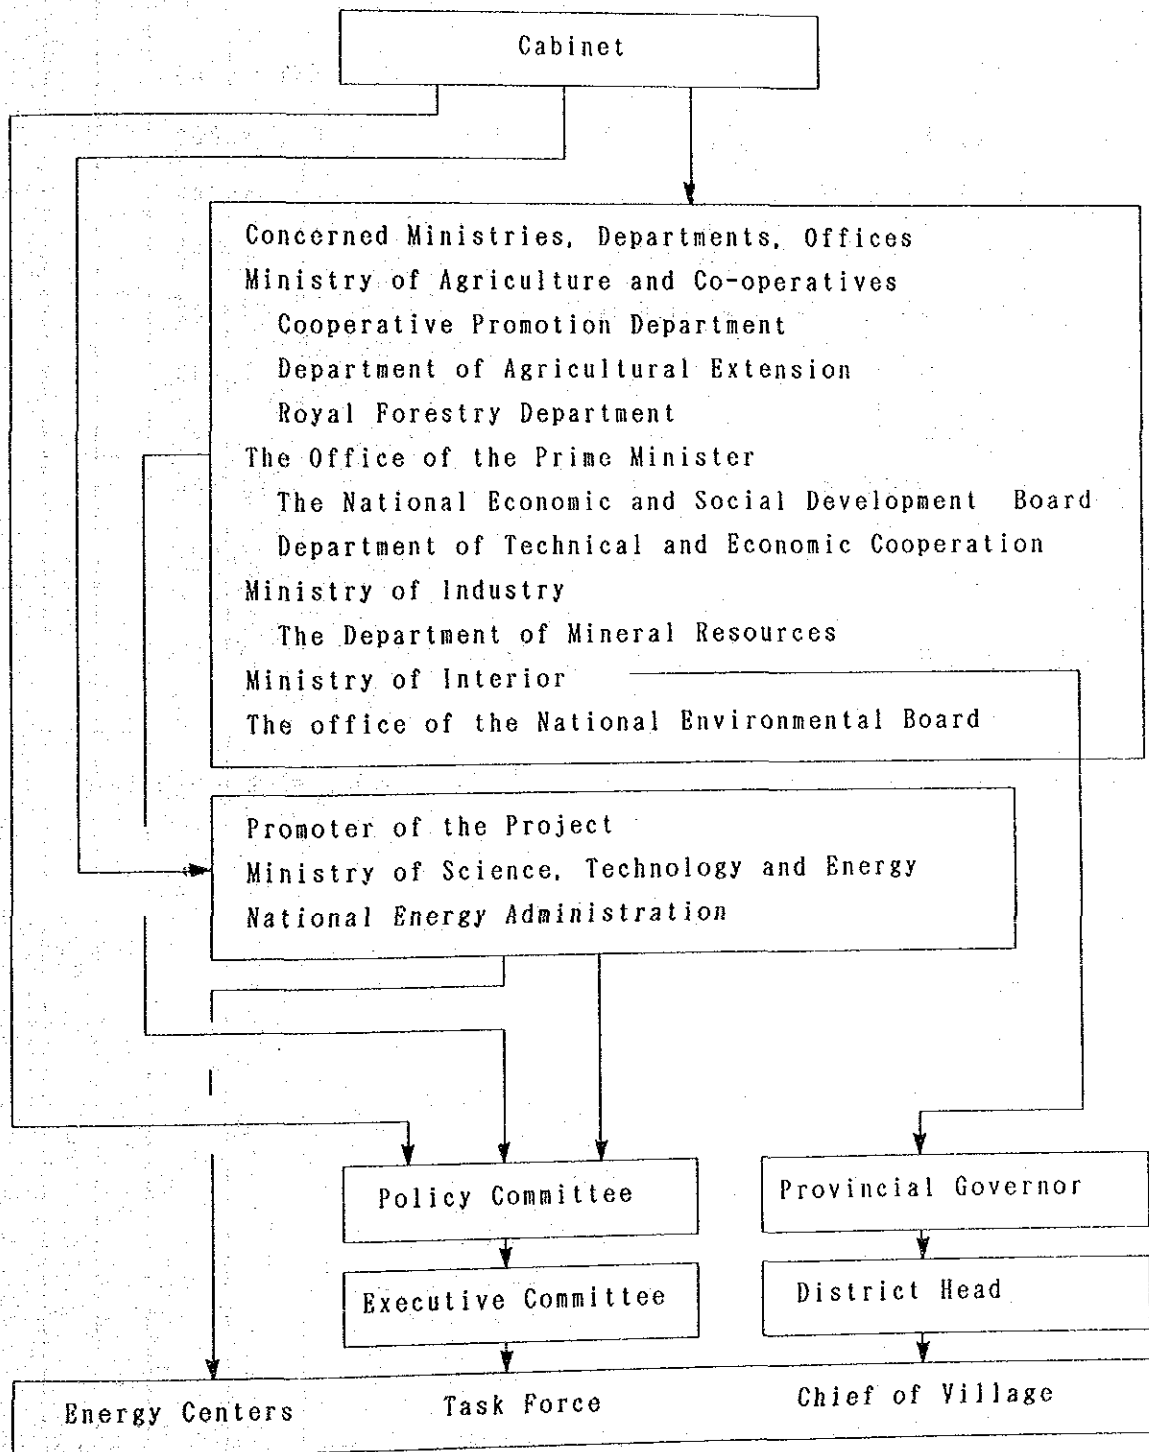 Cabinet
Concerned Ministries, Departments, Offices
Ministry of Agriculture and Co-operatives
Cooperative Promotion Department
Department of Agricultural Extension
Royal Forestry Department
The Office of the Prime Minister
The National Economic and Social Development Board
Department of Technical and Economic Cooperation
Ministry of Industry
The Department of Mineral Resources
Ministry of Interior
The office of the National Environmental Board
Promoter of the Project
Ministry of Science, Technology and Energy
National Energy Administration
Policy Committee
Provincial Governor
Executive Committee
District Head
Energy Centers
Task Force
Chief of Village